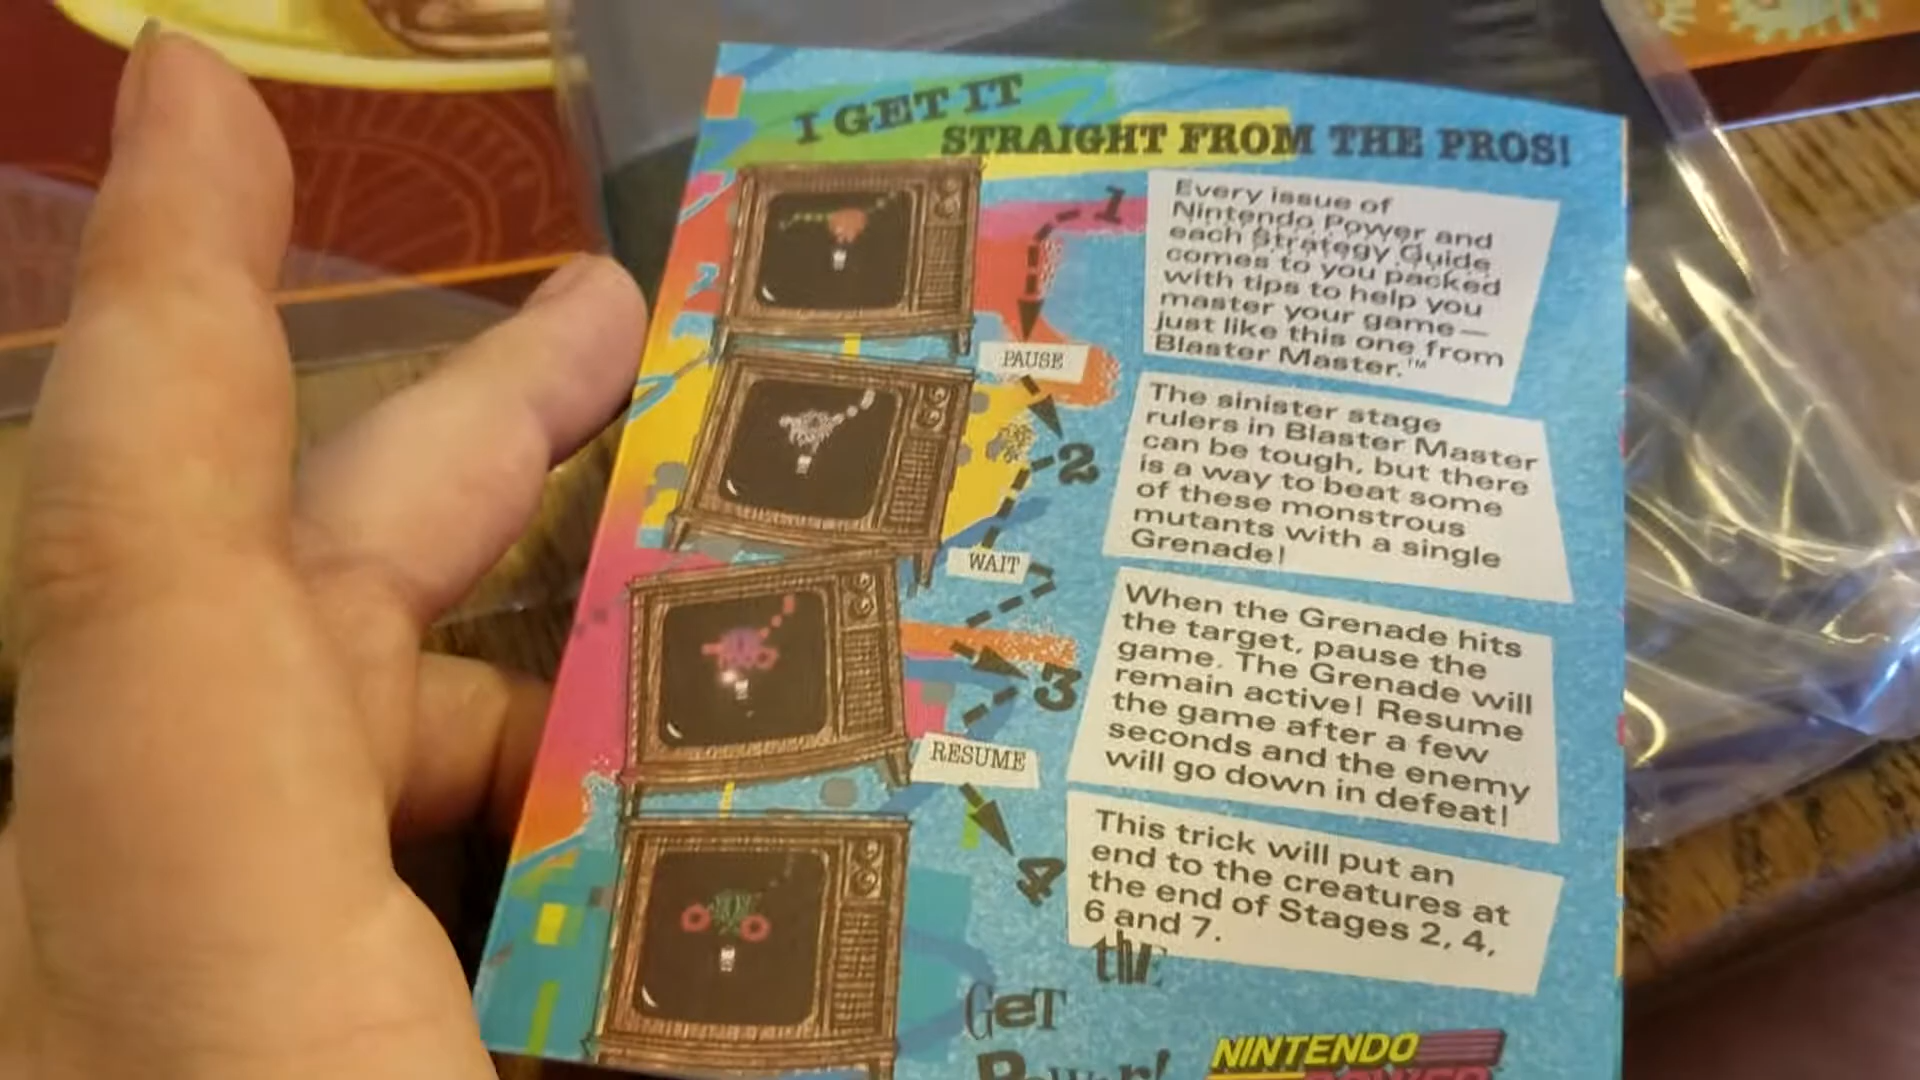 I GET IT
STRAIGHT FROM THE PROS!
1
Every issue of
Nintendo Power and
each Strategy Guide
comes to you packed
with tips to help you
master your game—
just like this one from
Blaster Master.™
PAUSE
2
The sinister stage
rulers in Blaster Master
can be tough, but there
is a way to beat some
of these monstrous
mutants with a single
Grenade!
WAIT
3
When the Grenade hits
the target, pause the
game. The Grenade will
remain active! Resume
the game after a few
seconds and the enemy
will go down in defeat!
RESUME
4
This trick will put an
end to the creatures at
the end of Stages 2, 4,
6 and 7.
GeT the
Power!
NINTENDO
POWER